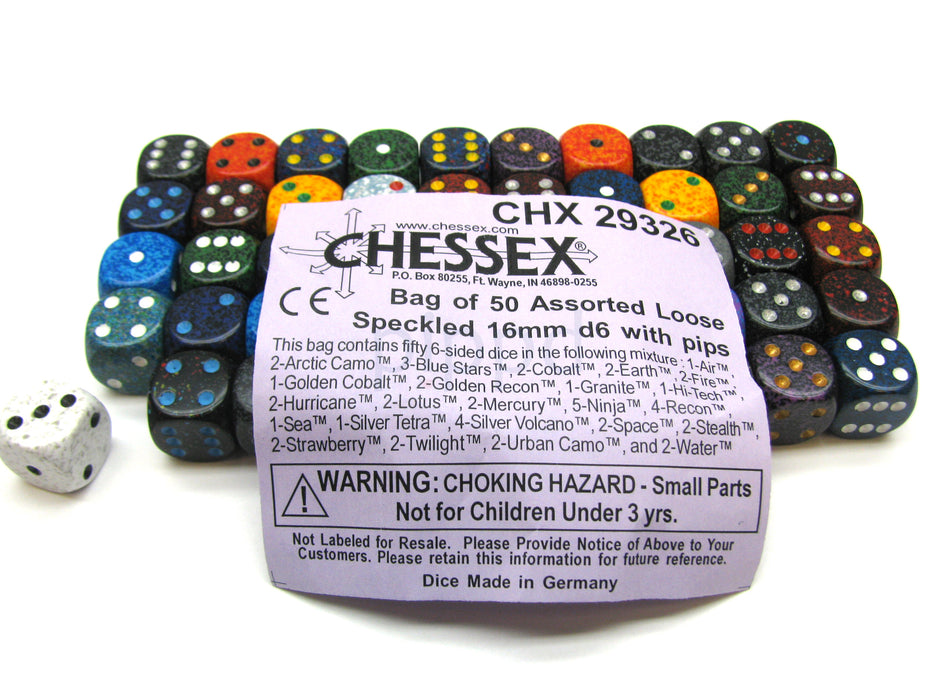 CHX 29326
www.chessex.com
CHESSEX®
P.O. Box 80255, Ft. Wayne, IN 46898-0255
CE
Bag of 50 Assorted Loose
Speckled 16mm d6 with pips
This bag contains fifty 6-sided dice in the following mixture : 1-Air™,
2-Arctic Camo™, 3-Blue Stars™, 2-Cobalt™, 2-Earth™, 2-Fire™,
1-Golden Cobalt™, 2-Golden Recon™, 1-Granite™, 1-Hi-Tech™,
2-Hurricane™, 2-Lotus™, 2-Mercury™, 5-Ninja™, 4-Recon™,
1-Sea™, 1-Silver Tetra™, 4-Silver Volcano™, 2-Space™, 2-Stealth™,
2-Strawberry™, 2-Twilight™, 2-Urban Camo™, and 2-Water™
WARNING: CHOKING HAZARD - Small Parts
Not for Children Under 3 yrs.
Not Labeled for Resale. Please Provide Notice of Above to Your
Customers. Please retain this information for future reference.
Dice Made in Germany